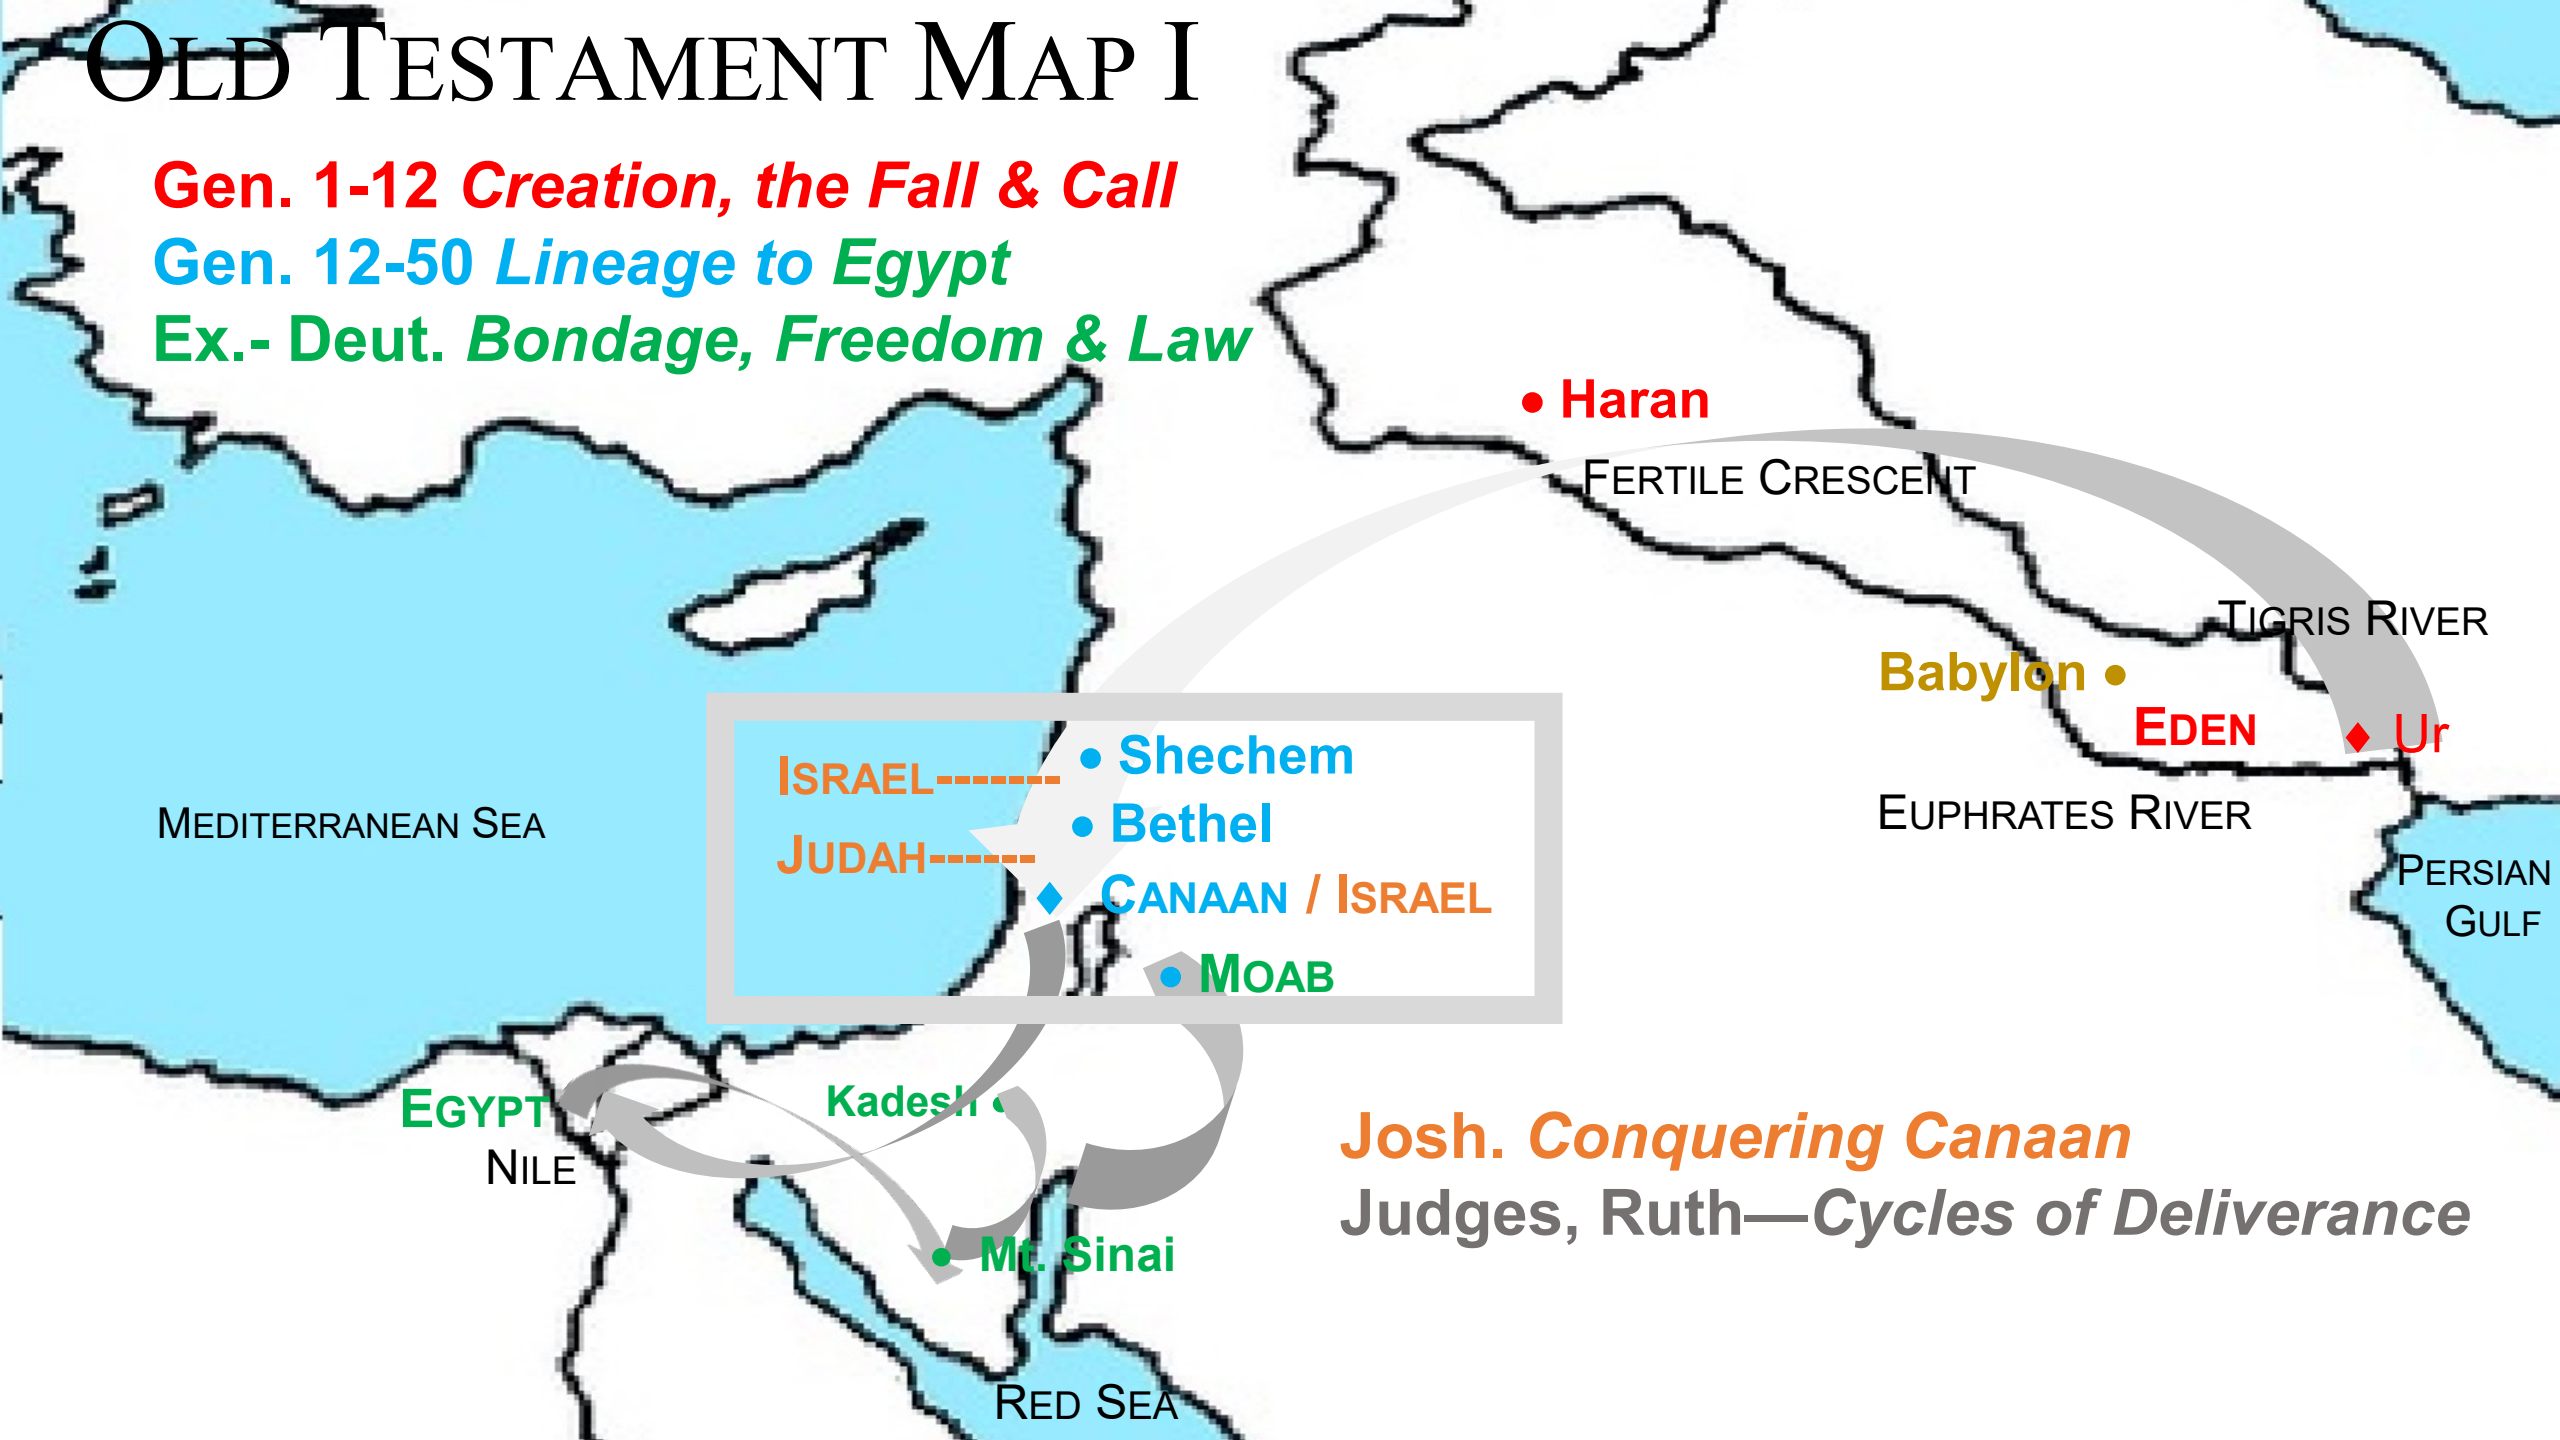 OLD TESTAMENT MAP I
Gen. 1-12 Creation, the Fall & Call
Gen. 12-50 Lineage to Egypt
Ex.- Deut. Bondage, Freedom & Law
• Haran
FERTILE CRESCENT
TIGRIS RIVER
Babylon •
EDEN
♦ Ur
EUPHRATES RIVER
PERSIAN
GULF
MEDITERRANEAN SEA
ISRAEL-------
JUDAH------
• Shechem
• Bethel
♦ CANAAN / ISRAEL
• MOAB
Kadesh •
EGYPT
NILE
• Mt. Sinai
RED SEA
Josh. Conquering Canaan
Judges, Ruth—Cycles of Deliverance